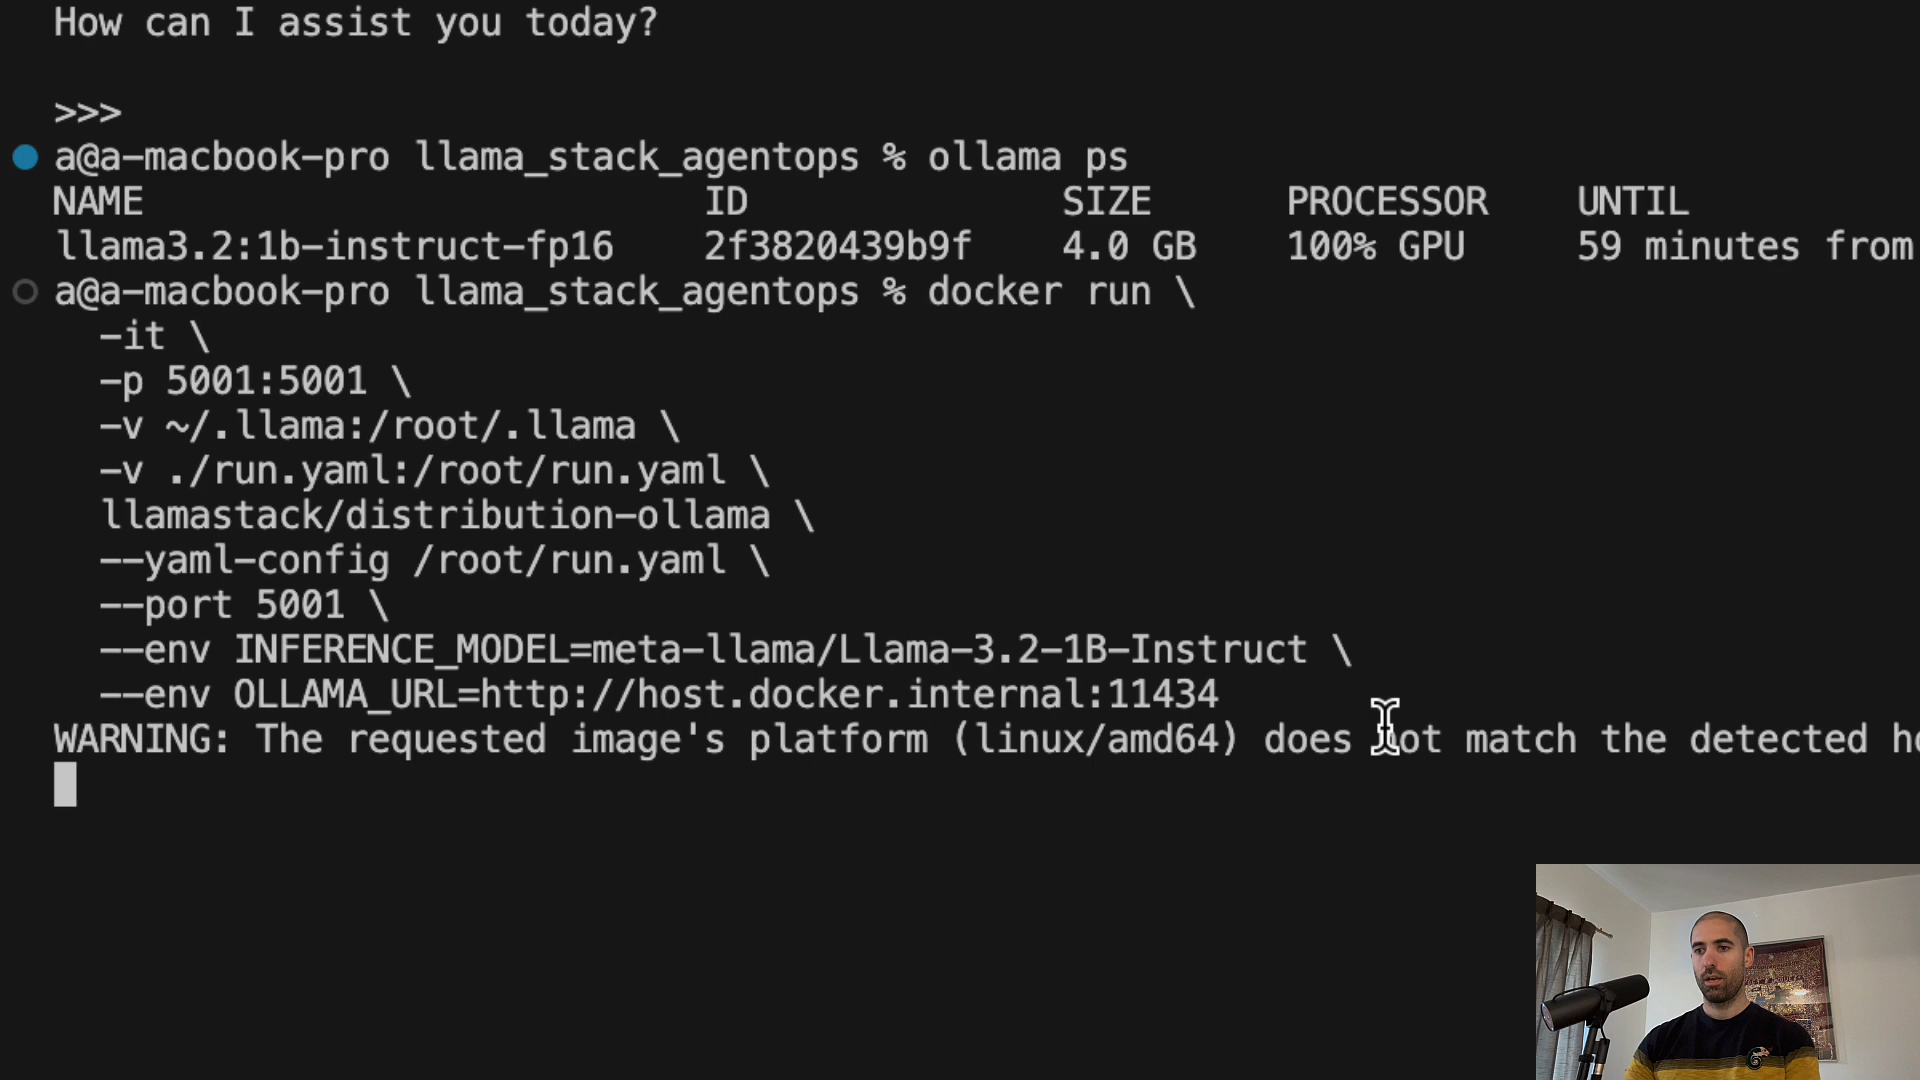 How can I assist you today?
>>>
a@a-macbook-pro llama_stack_agentops % ollama ps
NAME ID SIZE PROCESSOR UNTIL
llama3.2:1b-instruct-fp16 2f3820439b9f 4.0 GB 100% GPU 59 minutes from
a@a-macbook-pro llama_stack_agentops % docker run \
-it \
-p 5001:5001 \
-v ~/.llama:/root/.llama \
-v ./run.yaml:/root/run.yaml \
llamastack/distribution-ollama \
--yaml-config /root/run.yaml \
--port 5001 \
--env INFERENCE_MODEL=meta-llama/Llama-3.2-1B-Instruct \
--env OLLAMA_URL=http://host.docker.internal:11434
WARNING: The requested image's platform (linux/amd64) does not match the detected